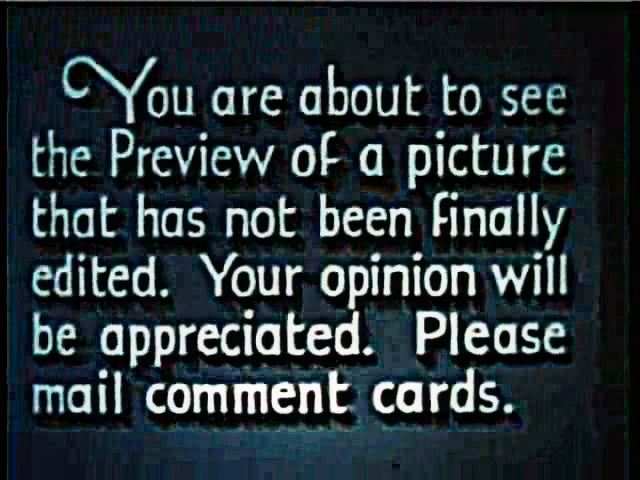 You are about to see
the Preview of a picture
that has not been finally
edited. Your opinion will
be appreciated. Please
mail comment cards.